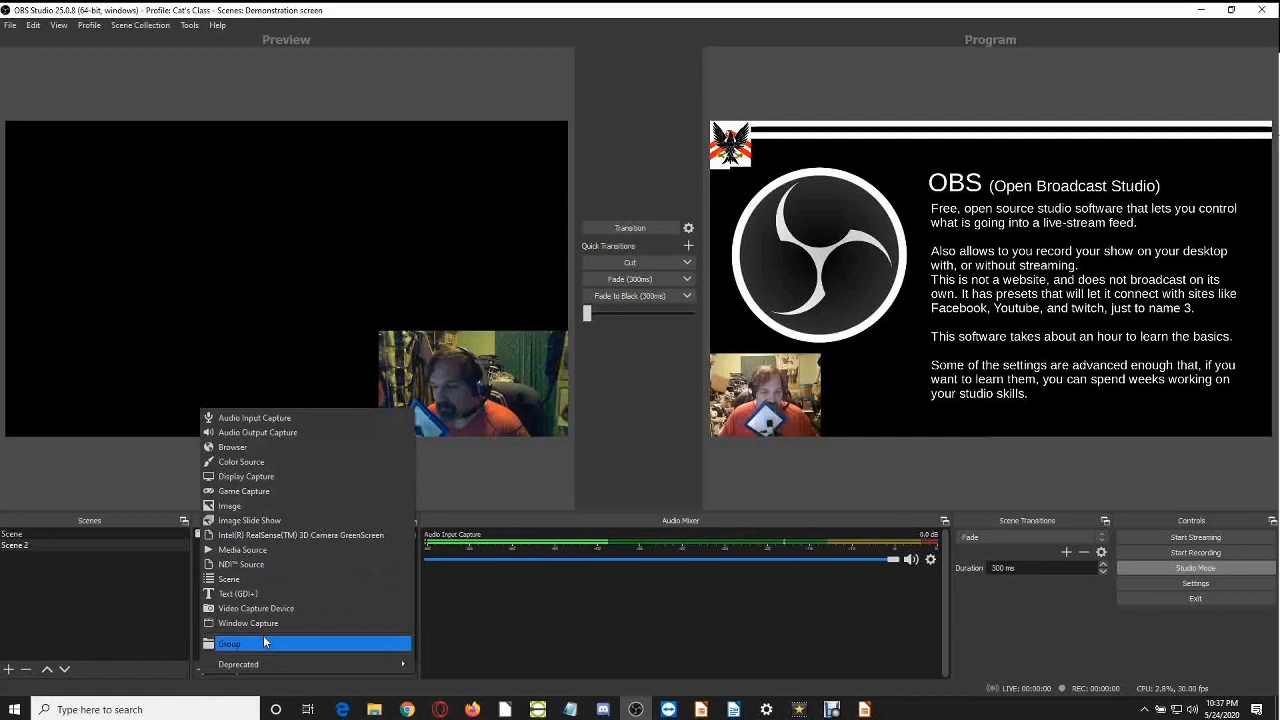 OBS Studio 25.0.8 (64-bit, windows) - Profile: Cat's Class - Scenes: Demonstration screen
File Edit View Profile Scene Collection Tools Help
Preview
Program
OBS (Open Broadcast Studio)
Free, open source studio software that lets you control
what is going into a live-stream feed.
Also allows to you record your show on your desktop
with, or without streaming.
This is not a website, and does not broadcast on its
own. It has presets that will let it connect with sites like
Facebook, Youtube, and twitch, just to name 3.
This software takes about an hour to learn the basics.
Some of the settings are advanced enough that, if you
want to learn them, you can spend weeks working on
your studio skills.
Transition
Quick Transitions
Cut
Fade (300ms)
Fade to Black (300ms)
Audio Input Capture
Audio Output Capture
Browser
Color Source
Display Capture
Game Capture
Image
Image Slide Show
Intel(R) RealSense(TM) 3D Camera GreenScreen
Media Source
NDI™ Source
Scene
Text (GDI+)
Video Capture Device
Window Capture
Group
Deprecated
Scenes
Scene
Scene 2
Audio Mixer
Audio Input Capture 0.0 dB
Scene Transitions
Fade
Duration 300 ms
Controls
Start Streaming
Start Recording
Studio Mode
Settings
Exit
LIVE: 00:00:00 REC: 00:00:00 CPU: 2.8%, 30.00 fps
Type here to search
10:37 PM
5/24/2020